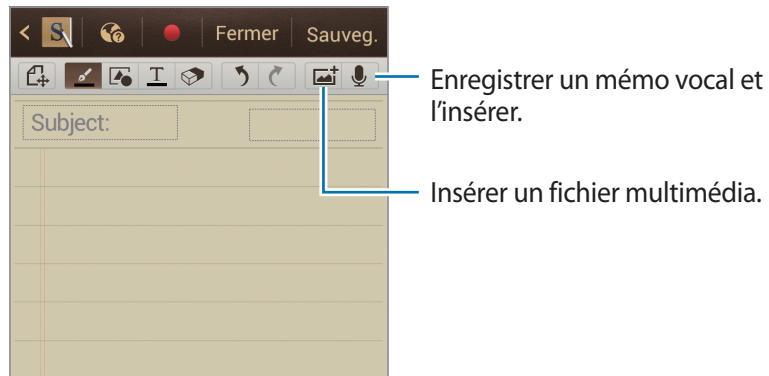 Fermer Sauveg.
Subject:
Enregistrer un mémo vocal et
l'insérer.
Insérer un fichier multimédia.